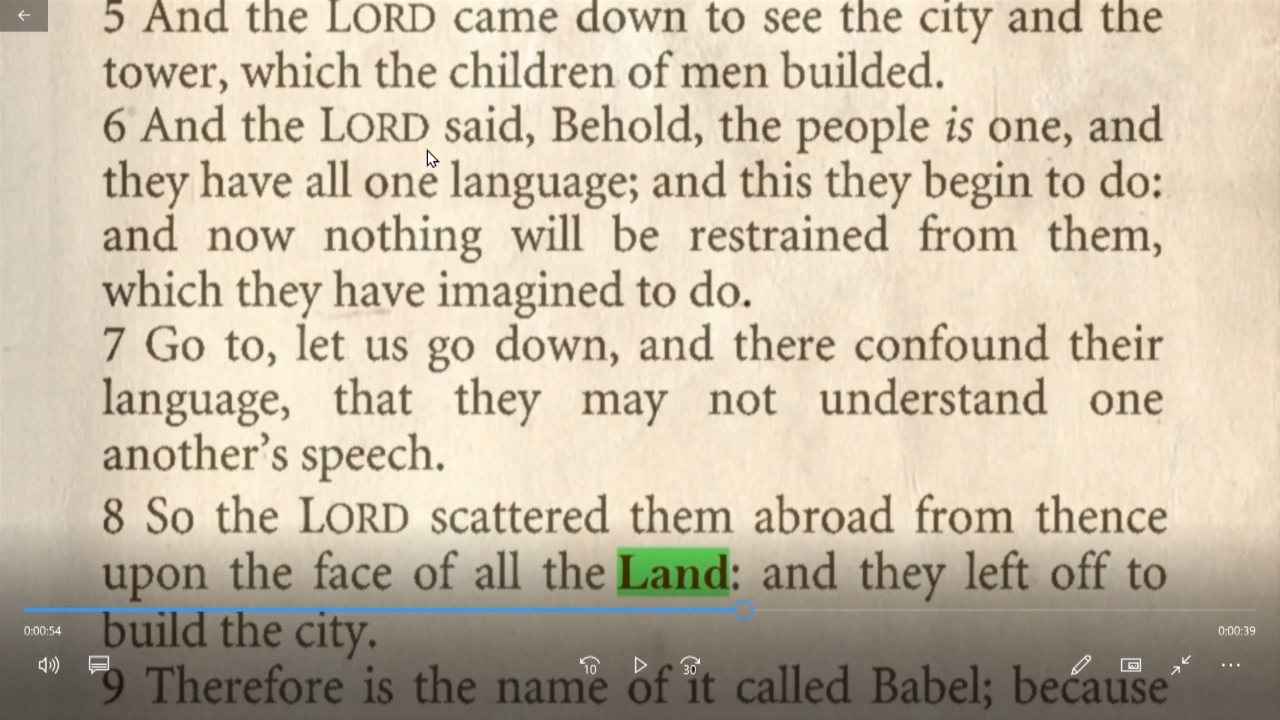 5 And the LORD came down to see the city and the
tower, which the children of men builded.
6 And the LORD said, Behold, the people is one, and
they have all one language; and this they begin to do:
and now nothing will be restrained from them,
which they have imagined to do.
7 Go to, let us go down, and there confound their
language, that they may not understand one
another’s speech.
8 So the LORD scattered them abroad from thence
upon the face of all the Land: and they left off to
build the city.
0:00:54
0:00:39
10
30
9 Therefore is the name of it called Babel; because